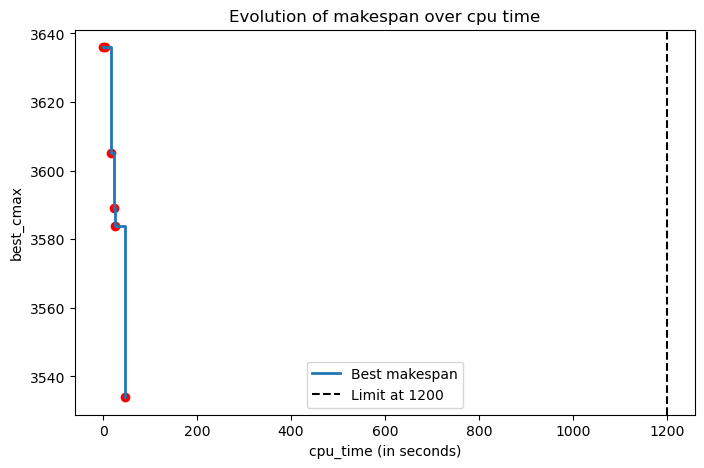 Evolution of makespan over cpu time
best_cmax
3640
3620
3600
3580
3560
3540
Best makespan
Limit at 1200
0
200
400
600
800
1000
1200
cpu_time (in seconds)